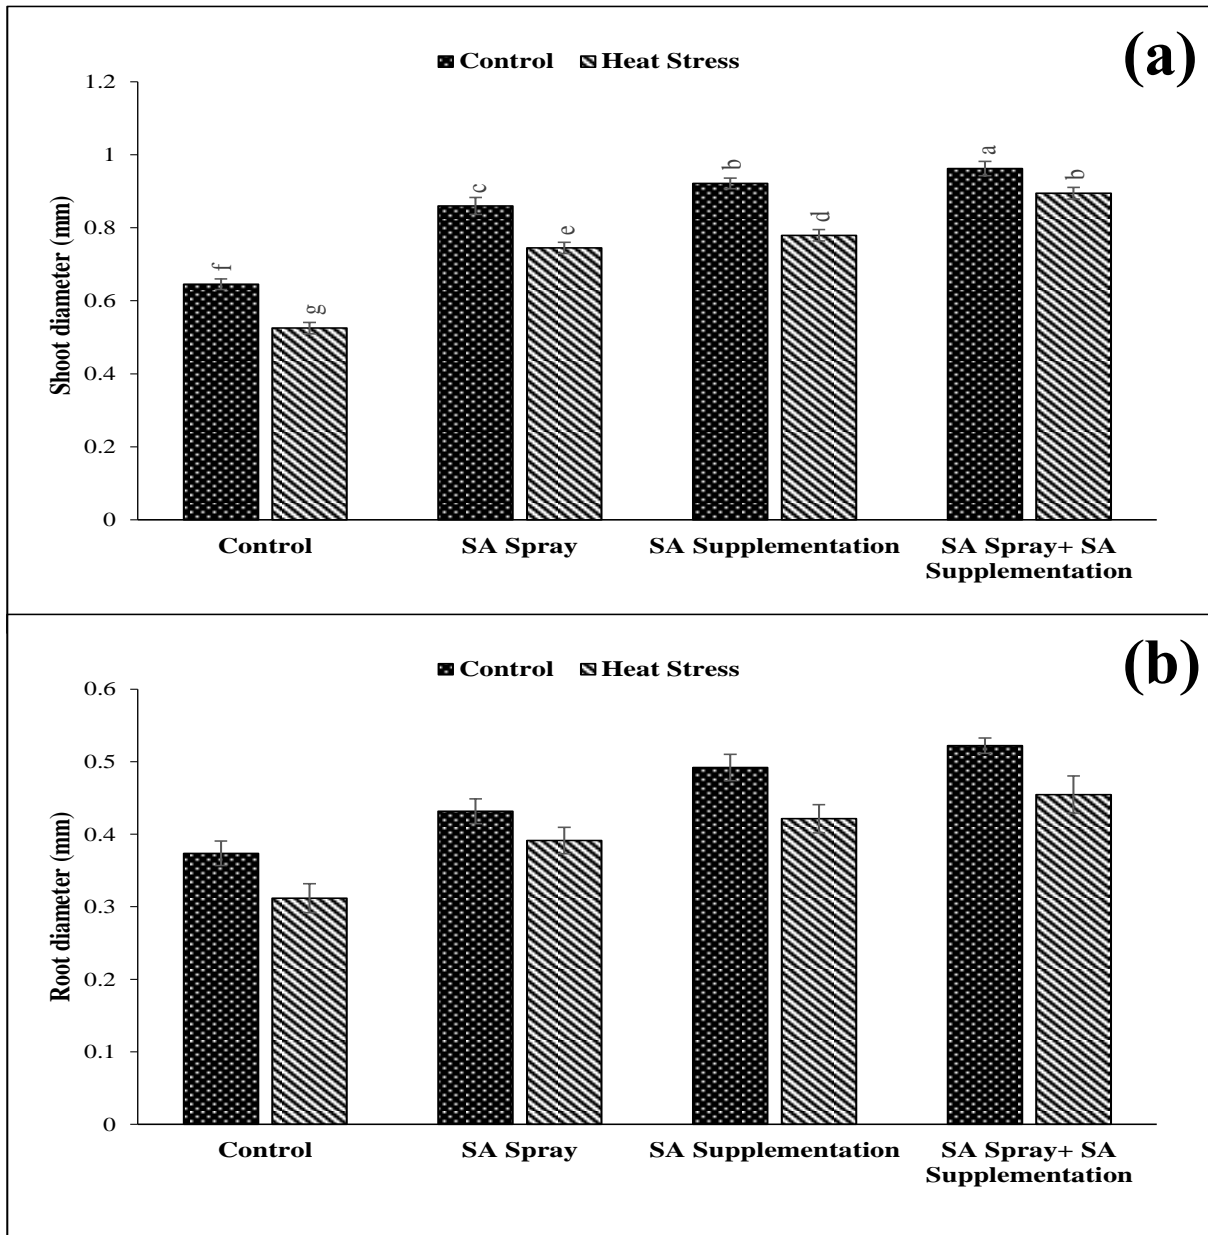 (a)
Control Heat Stress
1.2
1
0.8
0.6
0.4
0.2
0
Shoot diameter (mm)
f
g
c
e
b
d
a
b
Control
SA Spray
SA Supplementation
SA Spray+ SA
Supplementation
(b)
Control Heat Stress
0.6
0.5
0.4
0.3
0.2
0.1
0
Root diameter (mm)
Control
SA Spray
SA Supplementation
SA Spray+ SA
Supplementation